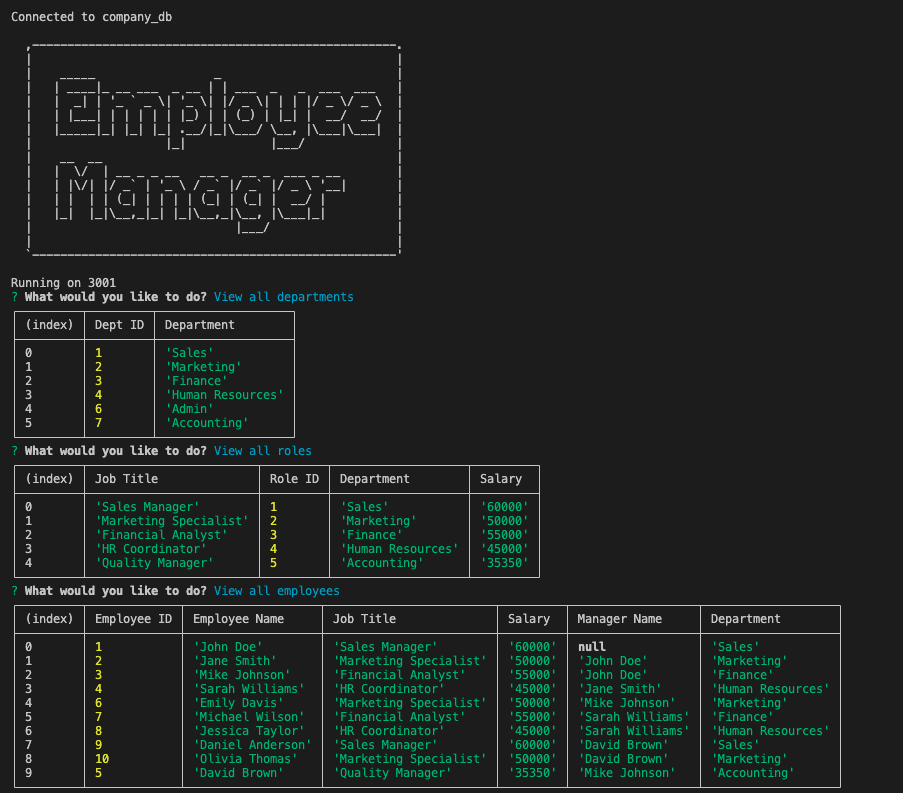 Connected to company_db
Employee
Manager
Running on 3001
? What would you like to do? View all departments
(index) Dept ID Department
0 1 'Sales'
1 2 'Marketing'
2 3 'Finance'
3 4 'Human Resources'
4 6 'Admin'
5 7 'Accounting'
? What would you like to do? View all roles
(index) Job Title Role ID Department Salary
0 'Sales Manager' 1 'Sales' '60000'
1 'Marketing Specialist' 2 'Marketing' '50000'
2 'Financial Analyst' 3 'Finance' '55000'
3 'HR Coordinator' 4 'Human Resources' '45000'
4 'Quality Manager' 5 'Accounting' '35350'
? What would you like to do? View all employees
(index) Employee ID Employee Name Job Title Salary Manager Name Department
0 1 'John Doe' 'Sales Manager' '60000' null 'Sales'
1 2 'Jane Smith' 'Marketing Specialist' '50000' 'John Doe' 'Marketing'
2 3 'Mike Johnson' 'Financial Analyst' '55000' 'John Doe' 'Finance'
3 4 'Sarah Williams' 'HR Coordinator' '45000' 'Jane Smith' 'Human Resources'
4 6 'Emily Davis' 'Marketing Specialist' '50000' 'Mike Johnson' 'Marketing'
5 7 'Michael Wilson' 'Financial Analyst' '55000' 'Sarah Williams' 'Finance'
6 8 'Jessica Taylor' 'HR Coordinator' '45000' 'Sarah Williams' 'Human Resources'
7 9 'Daniel Anderson' 'Sales Manager' '60000' 'David Brown' 'Sales'
8 10 'Olivia Thomas' 'Marketing Specialist' '50000' 'David Brown' 'Marketing'
9 5 'David Brown' 'Quality Manager' '35350' 'Mike Johnson' 'Accounting'